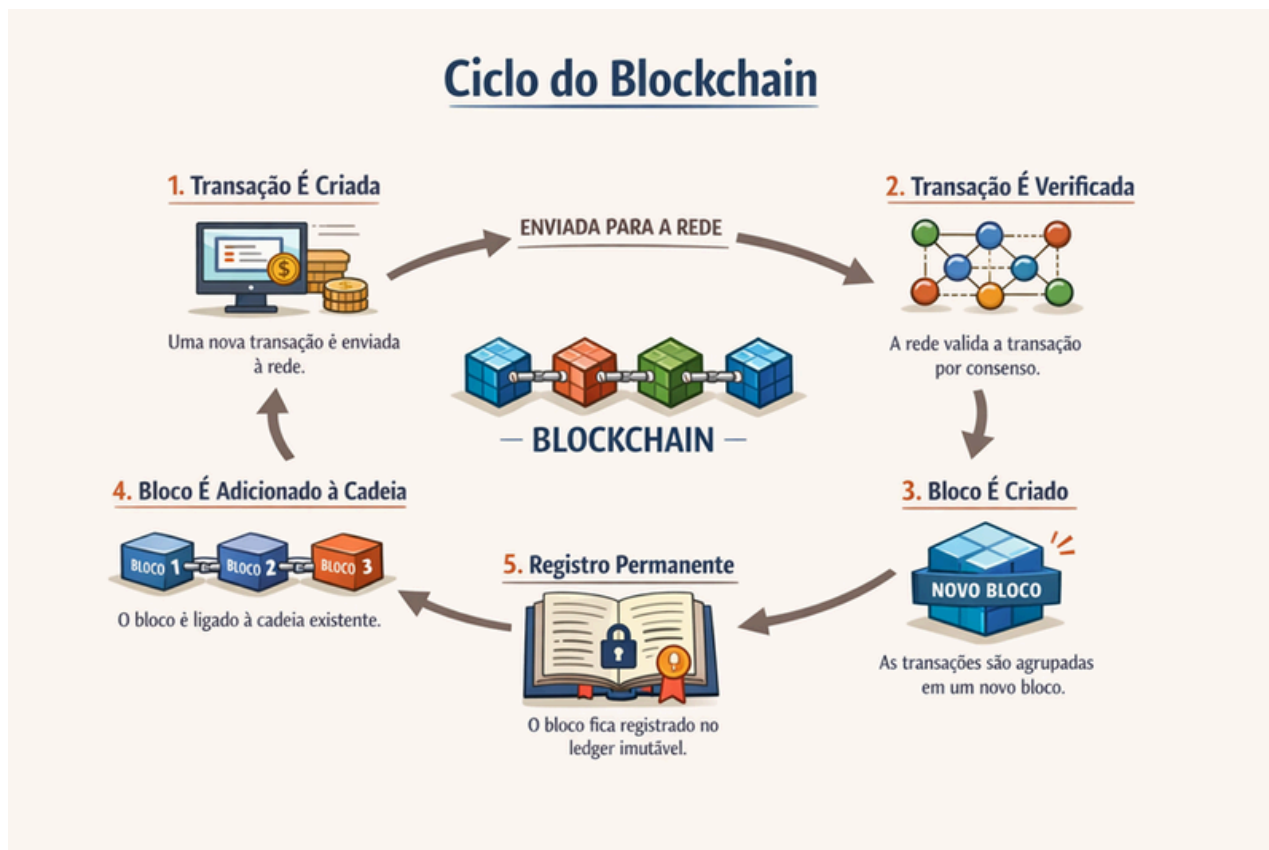 Ciclo do Blockchain
1. Transação É Criada
Uma nova transação é enviada
à rede.
ENVIADA PARA A REDE
2. Transação É Verificada
A rede valida a transação
por consenso.
BLOCKCHAIN
3. Bloco É Criado
NOVO BLOCO
As transações são agrupadas
em um novo bloco.
4. Bloco É Adicionado à Cadeia
BLOCO 1
BLOCO 2
BLOCO 3
O bloco é ligado à cadeia existente.
5. Registro Permanente
O bloco fica registrado no
ledger imutável.
$